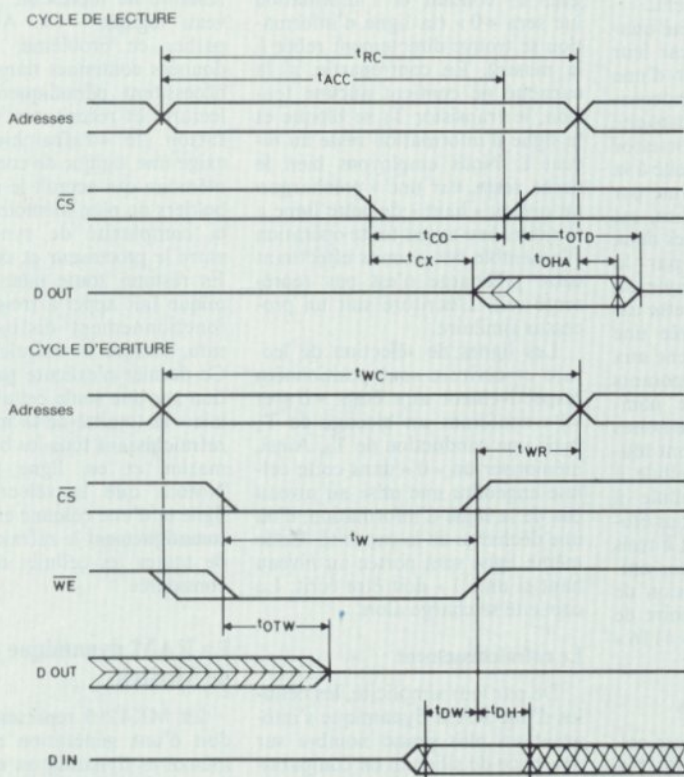 CYCLE DE LECTURE
tRC
tACC
Adresses
CS
tCO
tOTD
tCX
tOHA
D OUT
CYCLE D'ECRITURE
tWC
Adresses
tWR
CS
tW
WE
tOTW
D OUT
tDW
tDH
D IN